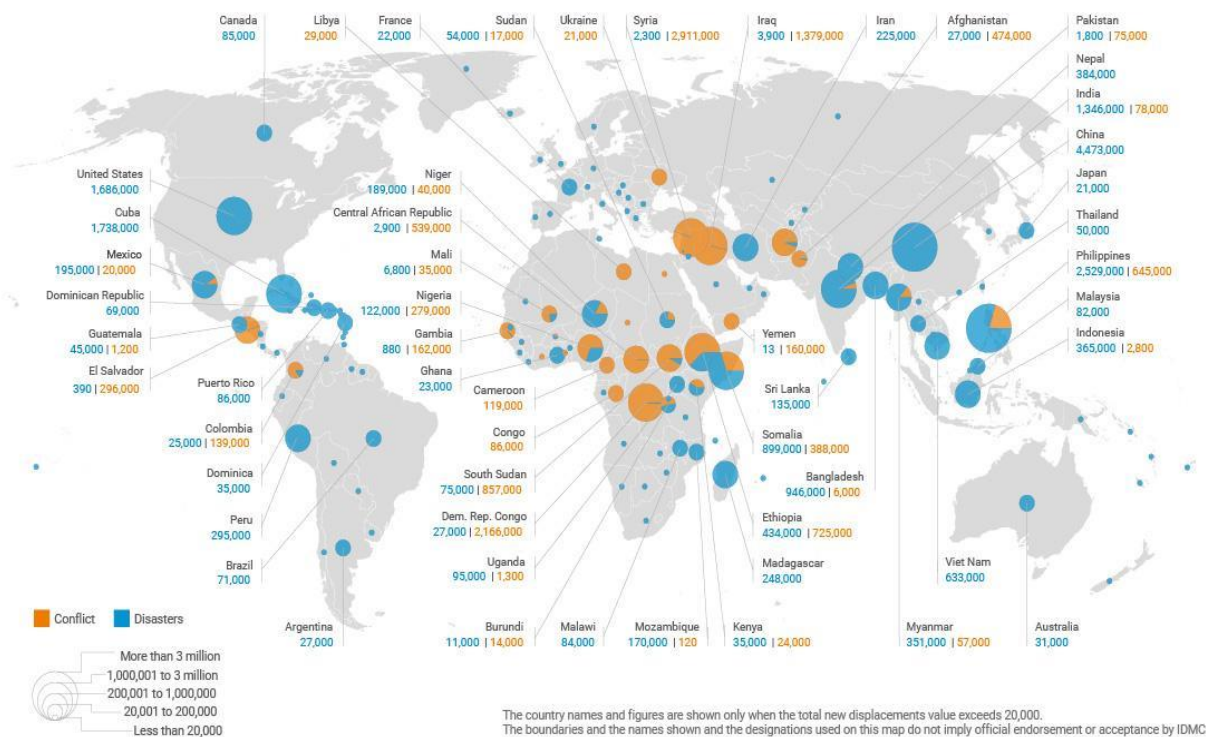 Canada
85,000
Libya
29,000
France
22,000
Sudan
54,000 | 17,000
Ukraine
21,000
Syria
2,300 | 2,911,000
Iraq
3,900 | 1,379,000
Iran
225,000
Afghanistan
27,000 | 474,000
Pakistan
1,800 | 75,000
Nepal
384,000
India
1,346,000 | 78,000
China
4,473,000
Japan
21,000
Thailand
50,000
Philippines
2,529,000 | 645,000
Malaysia
82,000
Indonesia
365,000 | 2,800
United States
1,686,000
Cuba
1,738,000
Mexico
195,000 | 20,000
Dominican Republic
69,000
Guatemala
45,000 | 1,200
El Salvador
390 | 296,000
Puerto Rico
86,000
Colombia
25,000 | 139,000
Dominica
35,000
Peru
295,000
Brazil
71,000
Argentina
27,000
Niger
189,000 | 40,000
Central African Republic
2,900 | 539,000
Mali
6,800 | 35,000
Nigeria
122,000 | 279,000
Gambia
880 | 162,000
Ghana
23,000
Cameroon
119,000
Congo
86,000
South Sudan
75,000 | 857,000
Dem. Rep. Congo
27,000 | 2,166,000
Uganda
95,000 | 1,300
Burundi
11,000 | 14,000
Malawi
84,000
Mozambique
170,000 | 120
Kenya
35,000 | 24,000
Yemen
13 | 160,000
Sri Lanka
135,000
Somalia
899,000 | 388,000
Bangladesh
946,000 | 6,000
Ethiopia
434,000 | 725,000
Madagascar
248,000
Viet Nam
633,000
Myanmar
351,000 | 57,000
Australia
31,000
Conflict
Disasters
More than 3 million
1,000,001 to 3 million
200,001 to 1,000,000
20,001 to 200,000
Less than 20,000
The country names and figures are shown only when the total new displacements value exceeds 20,000.
The boundaries and the names shown and the designations used on this map do not imply official endorsement or acceptance by IDMC